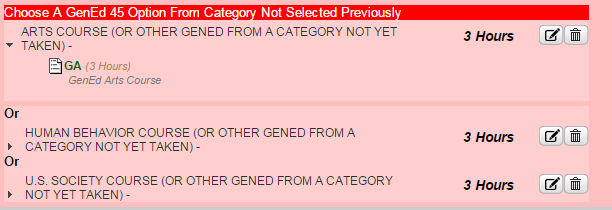 Choose A GenEd 45 Option From Category Not Selected Previously
ARTS COURSE (OR OTHER GENED FROM A CATEGORY NOT YET
TAKEN) -
3 Hours
GA (3 Hours)
GenEd Arts Course
Or
HUMAN BEHAVIOR COURSE (OR OTHER GENED FROM A
CATEGORY NOT YET TAKEN) -
3 Hours
Or
U.S. SOCIETY COURSE (OR OTHER GENED FROM A CATEGORY
NOT YET TAKEN) -
3 Hours